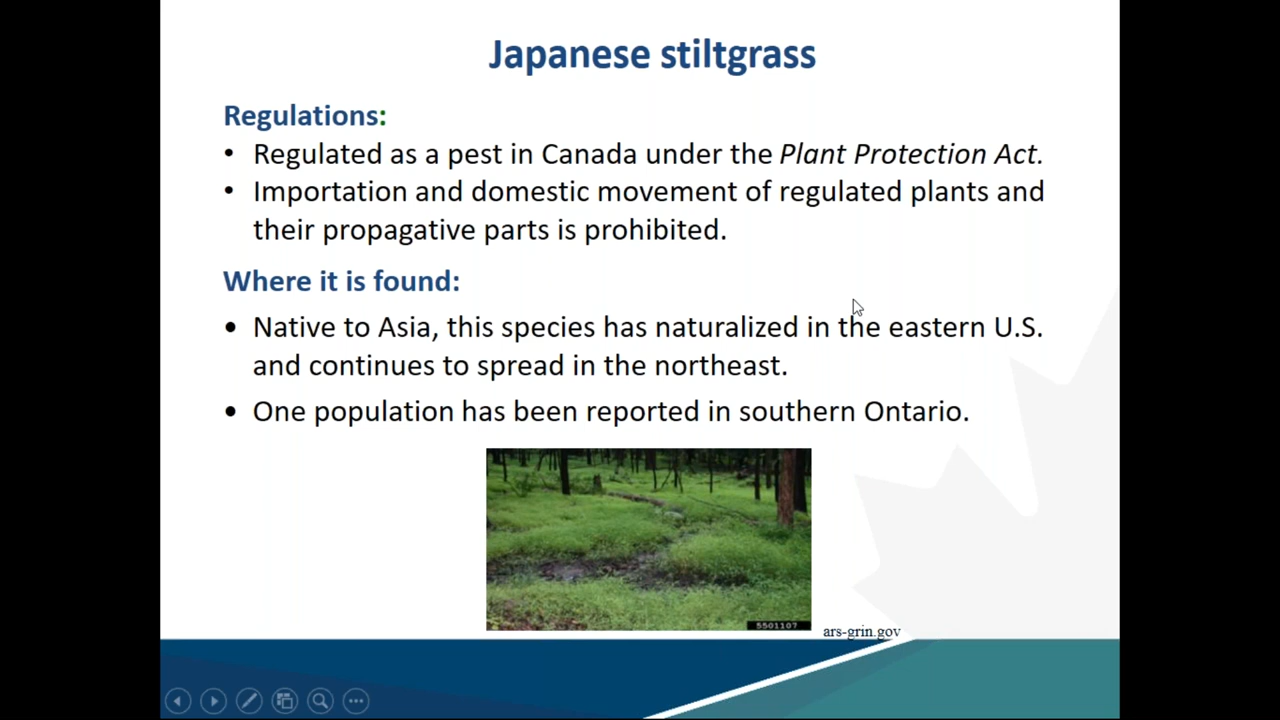 Japanese stiltgrass
Regulations:
• Regulated as a pest in Canada under the Plant Protection Act.
• Importation and domestic movement of regulated plants and
their propagative parts is prohibited.
Where it is found:
• Native to Asia, this species has naturalized in the eastern U.S.
and continues to spread in the northeast.
• One population has been reported in southern Ontario.
5501107
ars-grin.gov